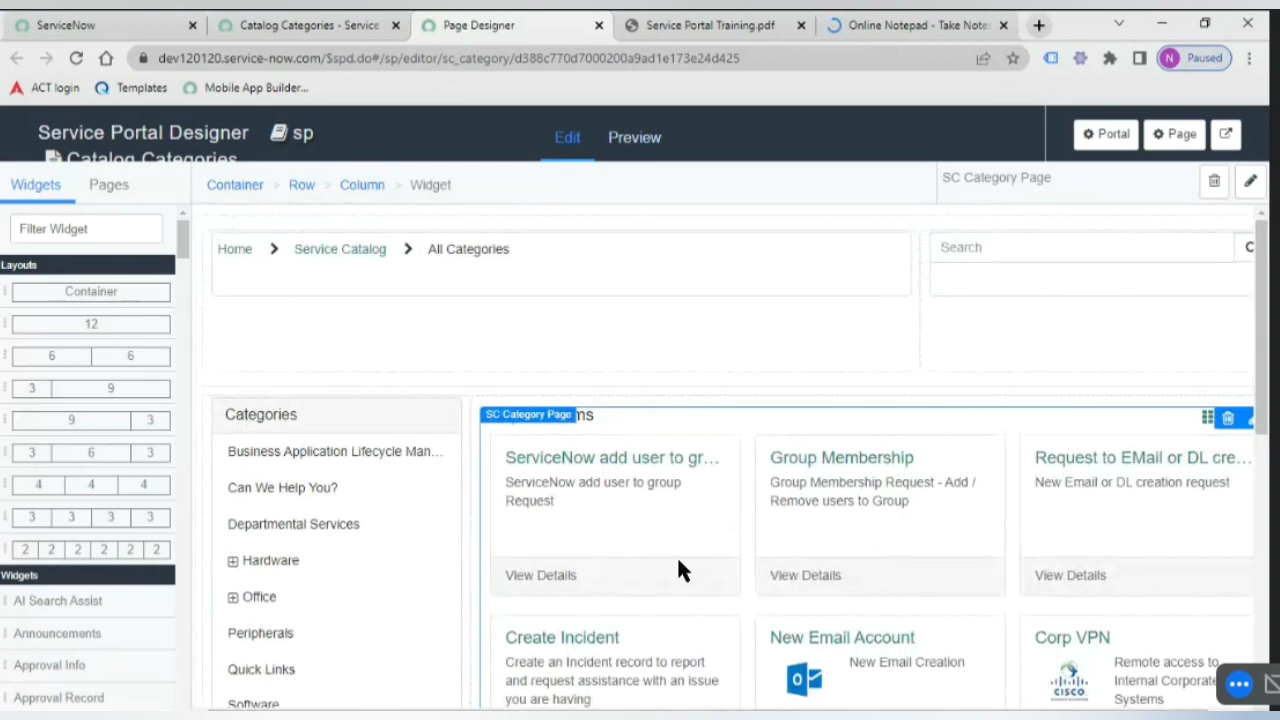 ServiceNow
Catalog Categories - Service
Page Designer
Service Portal Training.pdf
Online Notepad - Take Note
dev120120.service-now.com/$spd.do#/sp/editor/sc_category/d388c770d7000200a9ad1e173e24d425
N Paused
ACT login
Templates
Mobile App Builder...
Service Portal Designer
sp
Catalog Categories
Edit
Preview
Portal
Page
Widgets
Pages
Container > Row > Column > Widget
SC Category Page
Filter Widget
Layouts
Container
12
6 6
3 9
9 3
3 6 3
4 4 4
3 3 3 3
2 2 2 2 2 2
Widgets
AI Search Assist
Announcements
Approval Info
Approval Record
Home > Service Catalog > All Categories
Search
Categories
Business Application Lifecycle Man...
Can We Help You?
Departmental Services
Hardware
Office
Peripherals
Quick Links
Software
SC Category Page
ms
ServiceNow add user to gr...
ServiceNow add user to group
Request
View Details
Group Membership
Group Membership Request - Add /
Remove users to Group
View Details
Request to EMail or DL cre...
New Email or DL creation request
View Details
Create Incident
Create an Incident record to report
and request assistance with an issue
you are having
New Email Account
New Email Creation
Corp VPN
CISCO
Remote access to
Internal Corporate
Systems